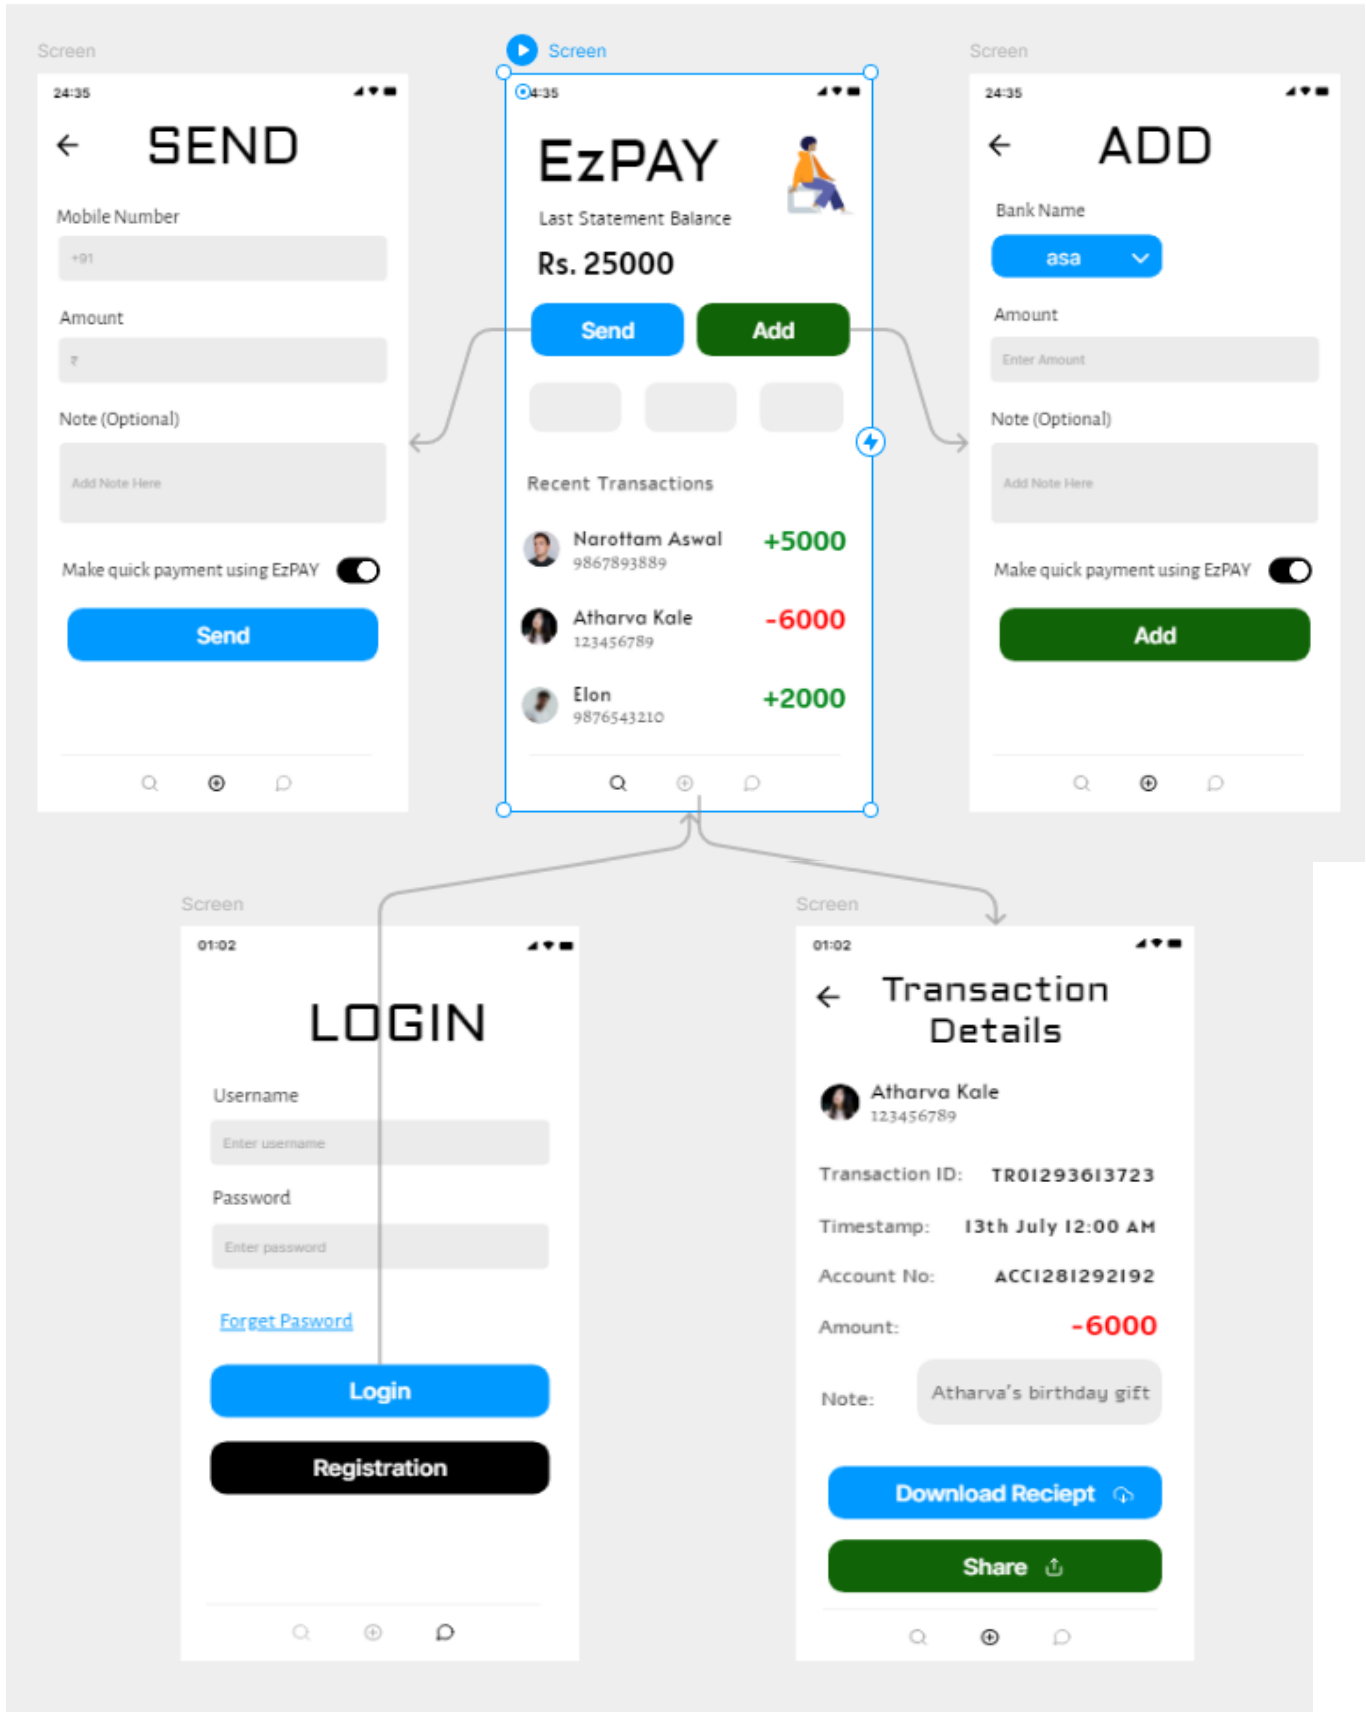 Screen
24:35
SEND
Mobile Number
+91
Amount
₹
Note (Optional)
Add Note Here
Make quick payment using EzPAY
Send
Screen
4:35
EzPAY
Last Statement Balance
Rs. 25000
Send Add
Recent Transactions
Narottam Aswal +5000
9867893889
Atharva Kale -6000
123456789
Elon +2000
9876543210
Screen
24:35
ADD
Bank Name
asa
Amount
Enter Amount
Note (Optional)
Add Note Here
Make quick payment using EzPAY
Add
Screen
01:02
LOGIN
Username
Enter username
Password
Enter password
Forget Pasword
Login
Registration
Screen
01:02
Transaction
Details
Atharva Kale
123456789
Transaction ID: TR01293613723
Timestamp: 13th July 12:00 AM
Account No: ACC1281292192
Amount: -6000
Note: Atharva's birthday gift
Download Reciept
Share